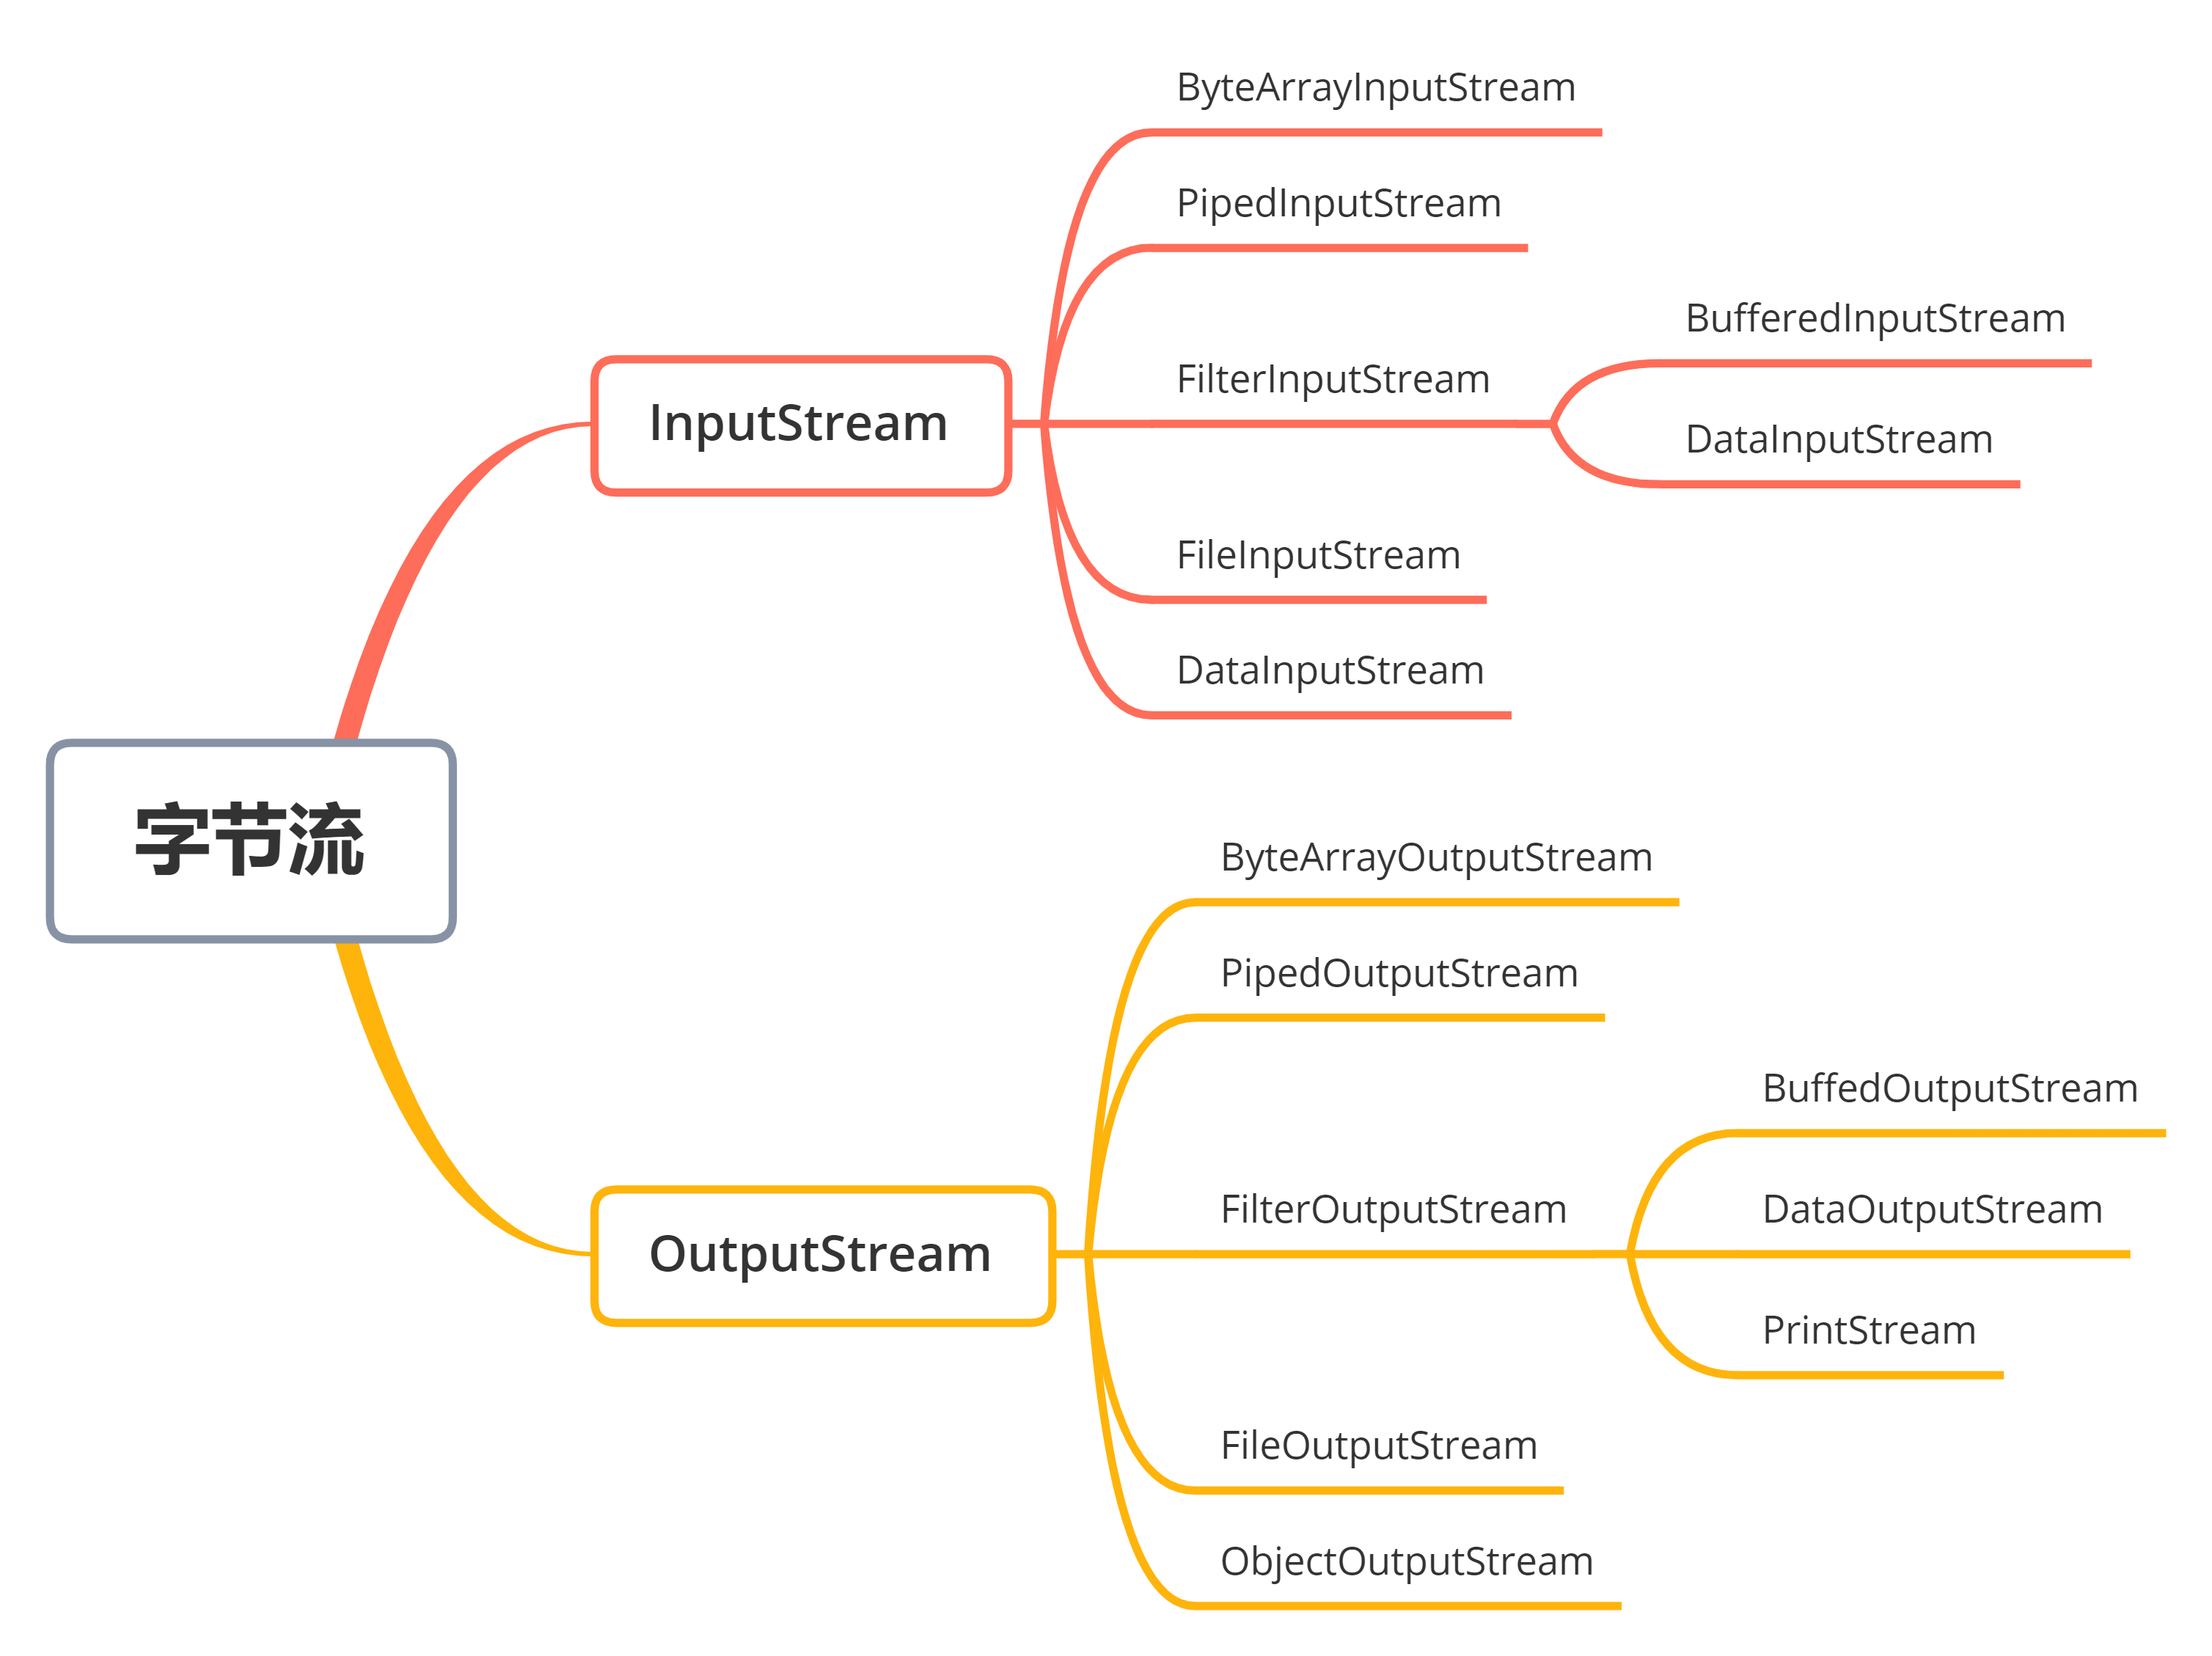 字节流
InputStream
ByteArrayInputStream
PipedInputStream
FilterInputStream
BufferedInputStream
DataInputStream
FileInputStream
DataInputStream
OutputStream
ByteArrayOutputStream
PipedOutputStream
FilterOutputStream
BuffedOutputStream
DataOutputStream
PrintStream
FileOutputStream
ObjectOutputStream